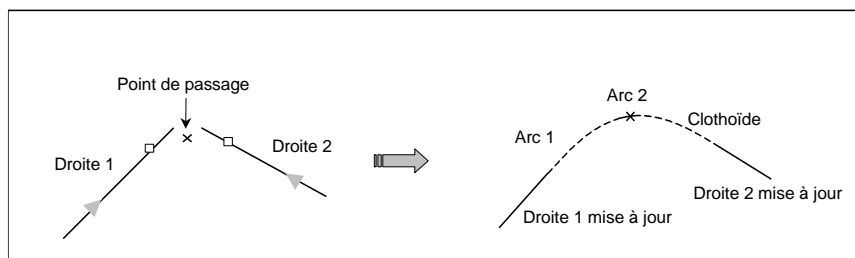 Point de passage
Droite 1
Droite 2
Arc 1
Arc 2
Clothoïde
Droite 1 mise à jour
Droite 2 mise à jour